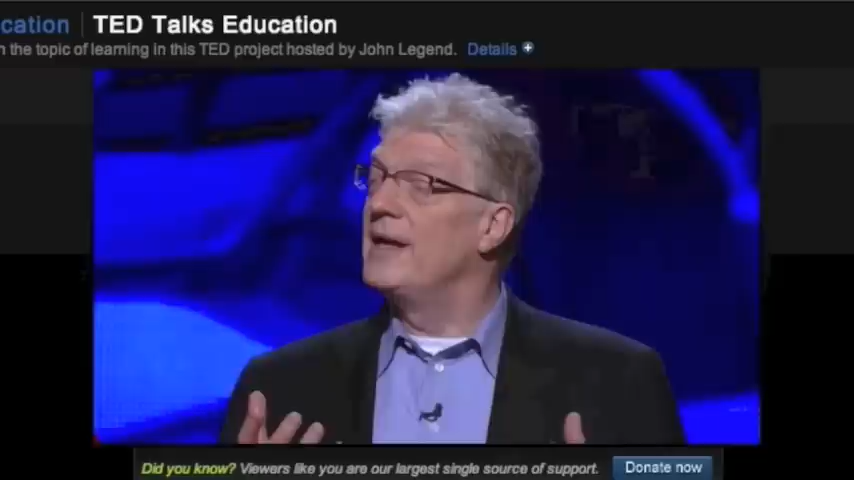 cation | TED Talks Education
n the topic of learning in this TED project hosted by John Legend. Details
Did you know? Viewers like you are our largest single source of support. Donate now